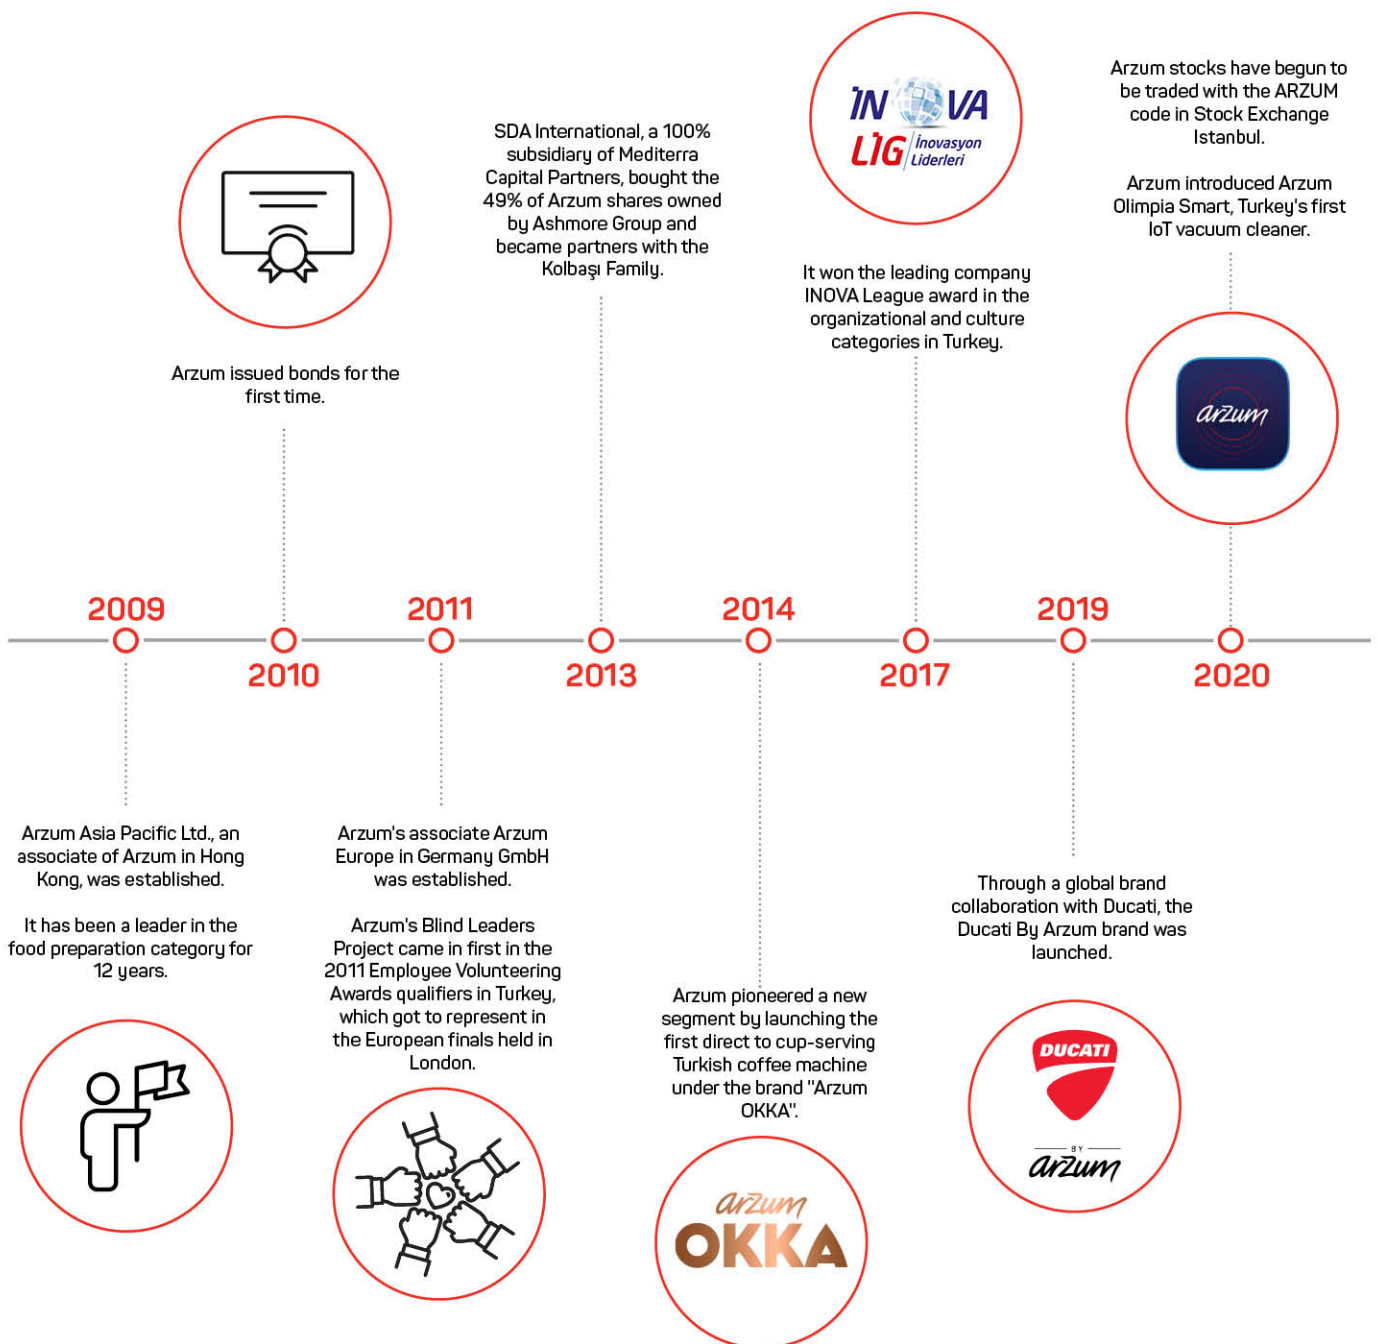 İNOVA
LİG İnovasyon
Liderleri
Arzum stocks have begun to
be traded with the ARZUM
code in Stock Exchange
Istanbul.
Arzum introduced Arzum
Olimpia Smart, Turkey's first
IoT vacuum cleaner.
SDA International, a 100%
subsidiary of Mediterra
Capital Partners, bought the
49% of Arzum shares owned
by Ashmore Group and
became partners with the
Kolbaşı Family.
It won the leading company
INOVA League award in the
organizational and culture
categories in Turkey.
Arzum issued bonds for the
first time.
arzum
2009
2011
2014
2019
2010
2013
2017
2020
Arzum Asia Pacific Ltd., an
associate of Arzum in Hong
Kong, was established.
It has been a leader in the
food preparation category for
12 years.
Arzum's associate Arzum
Europe in Germany GmbH
was established.
Arzum's Blind Leaders
Project came in first in the
2011 Employee Volunteering
Awards qualifiers in Turkey,
which got to represent in
the European finals held in
London.
Arzum pioneered a new
segment by launching the
first direct to cup-serving
Turkish coffee machine
under the brand "Arzum
OKKA".
arzum
OKKA
Through a global brand
collaboration with Ducati, the
Ducati By Arzum brand was
launched.
DUCATI
BY
arzum